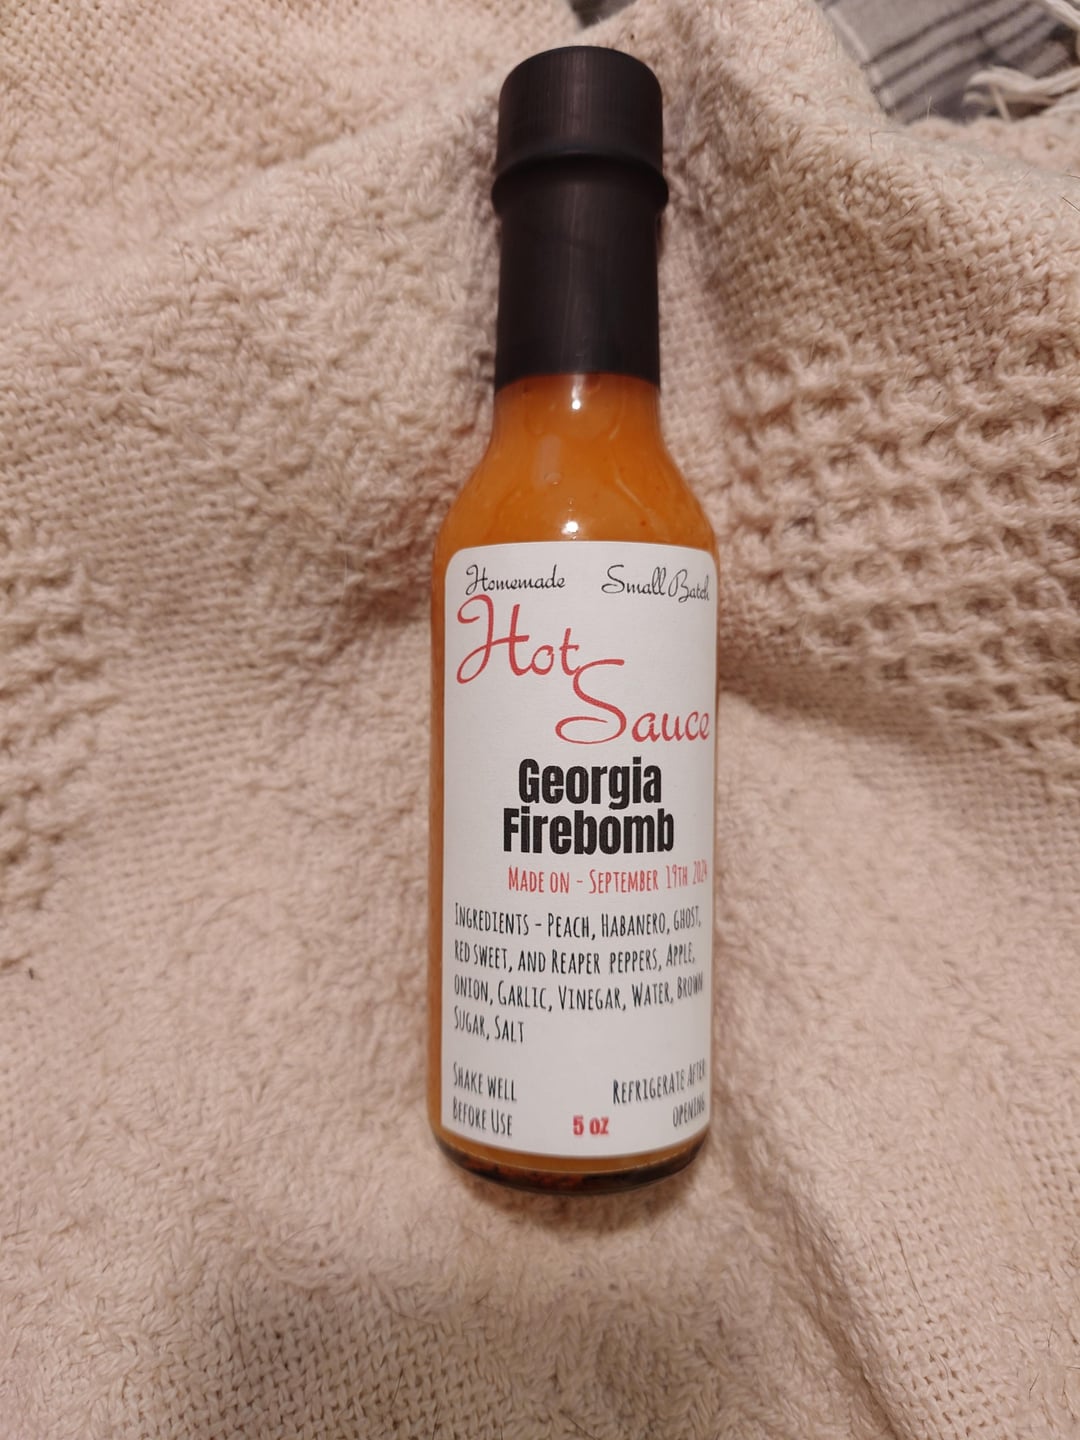 Homemade Small Batch
Hot
Sauce
Georgia
Firebomb
MADE ON - SEPTEMBER 19TH 2024
INGREDIENTS - PEACH, HABANERO, GHOST,
RED SWEET, AND REAPER PEPPERS, APPLE,
ONION, GARLIC, VINEGAR, WATER, BROWN
SUGAR, SALT
SHAKE WELL
BEFORE USE
5 oz
REFRIGERATE AFTER
OPENING